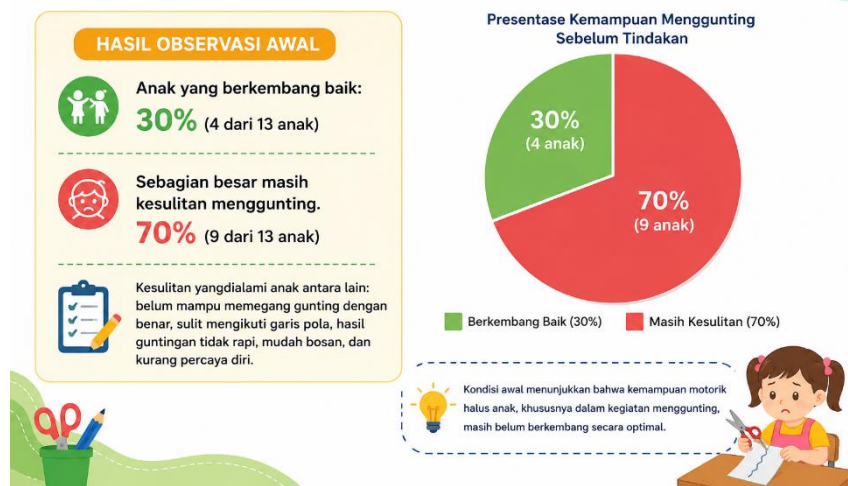 HASIL OBSERVASI AWAL
Anak yang berkembang baik:
30% (4 dari 13 anak)
Sebagian besar masih
kesulitan menggunting.
70% (9 dari 13 anak)
Kesulitan yangdialami anak antara lain:
belum mampu memegang gunting dengan
benar, sulit mengikuti garis pola, hasil
guntingan tidak rapi, mudah bosan, dan
kurang percaya diri.
Presentase Kemampuan Menggunting
Sebelum Tindakan
30%
(4 anak)
70%
(9 anak)
Berkembang Baik (30%)
Masih Kesulitan (70%)
Kondisi awal menunjukkan bahwa kemampuan motorik
halus anak, khususnya dalam kegiatan menggunting,
masih belum berkembang secara optimal.